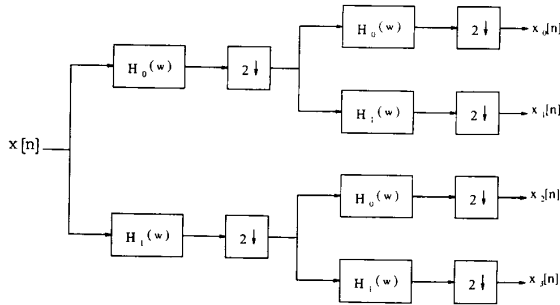 H₀(w) 2↓ x₀[n]
H₀(w) 2↓
H₁(w) 2↓ x₁[n]
x[n]
H₀(w) 2↓ x₂[n]
H₁(w) 2↓
H₁(w) 2↓ x₃[n]